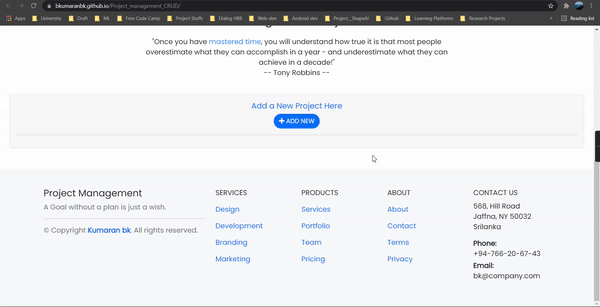 bkumaranbk.github.io/Project_management_CRUD/
Apps University Draft ML Free Code Camp Project Stuffs Dialog HBB Web-dev Android dev Project_ShapeAI Github Learning Platforms Research Projects Reading list
"Once you have mastered time, you will understand how true it is that most people
overestimate what they can accomplish in a year - and underestimate what they can
achieve in a decade!"
-- Tony Robbins --
Add a New Project Here
+ ADD NEW
Project Management
A Goal without a plan is just a wish.
© Copyright Kumaran bk. All rights reserved.
SERVICES
Design
Development
Branding
Marketing
PRODUCTS
Services
Portfolio
Team
Pricing
ABOUT
About
Contact
Terms
Privacy
CONTACT US
568, Hill Road
Jaffna, NY 50032
Srilanka
Phone:
+94-766-20-67-43
Email:
bk@company.com